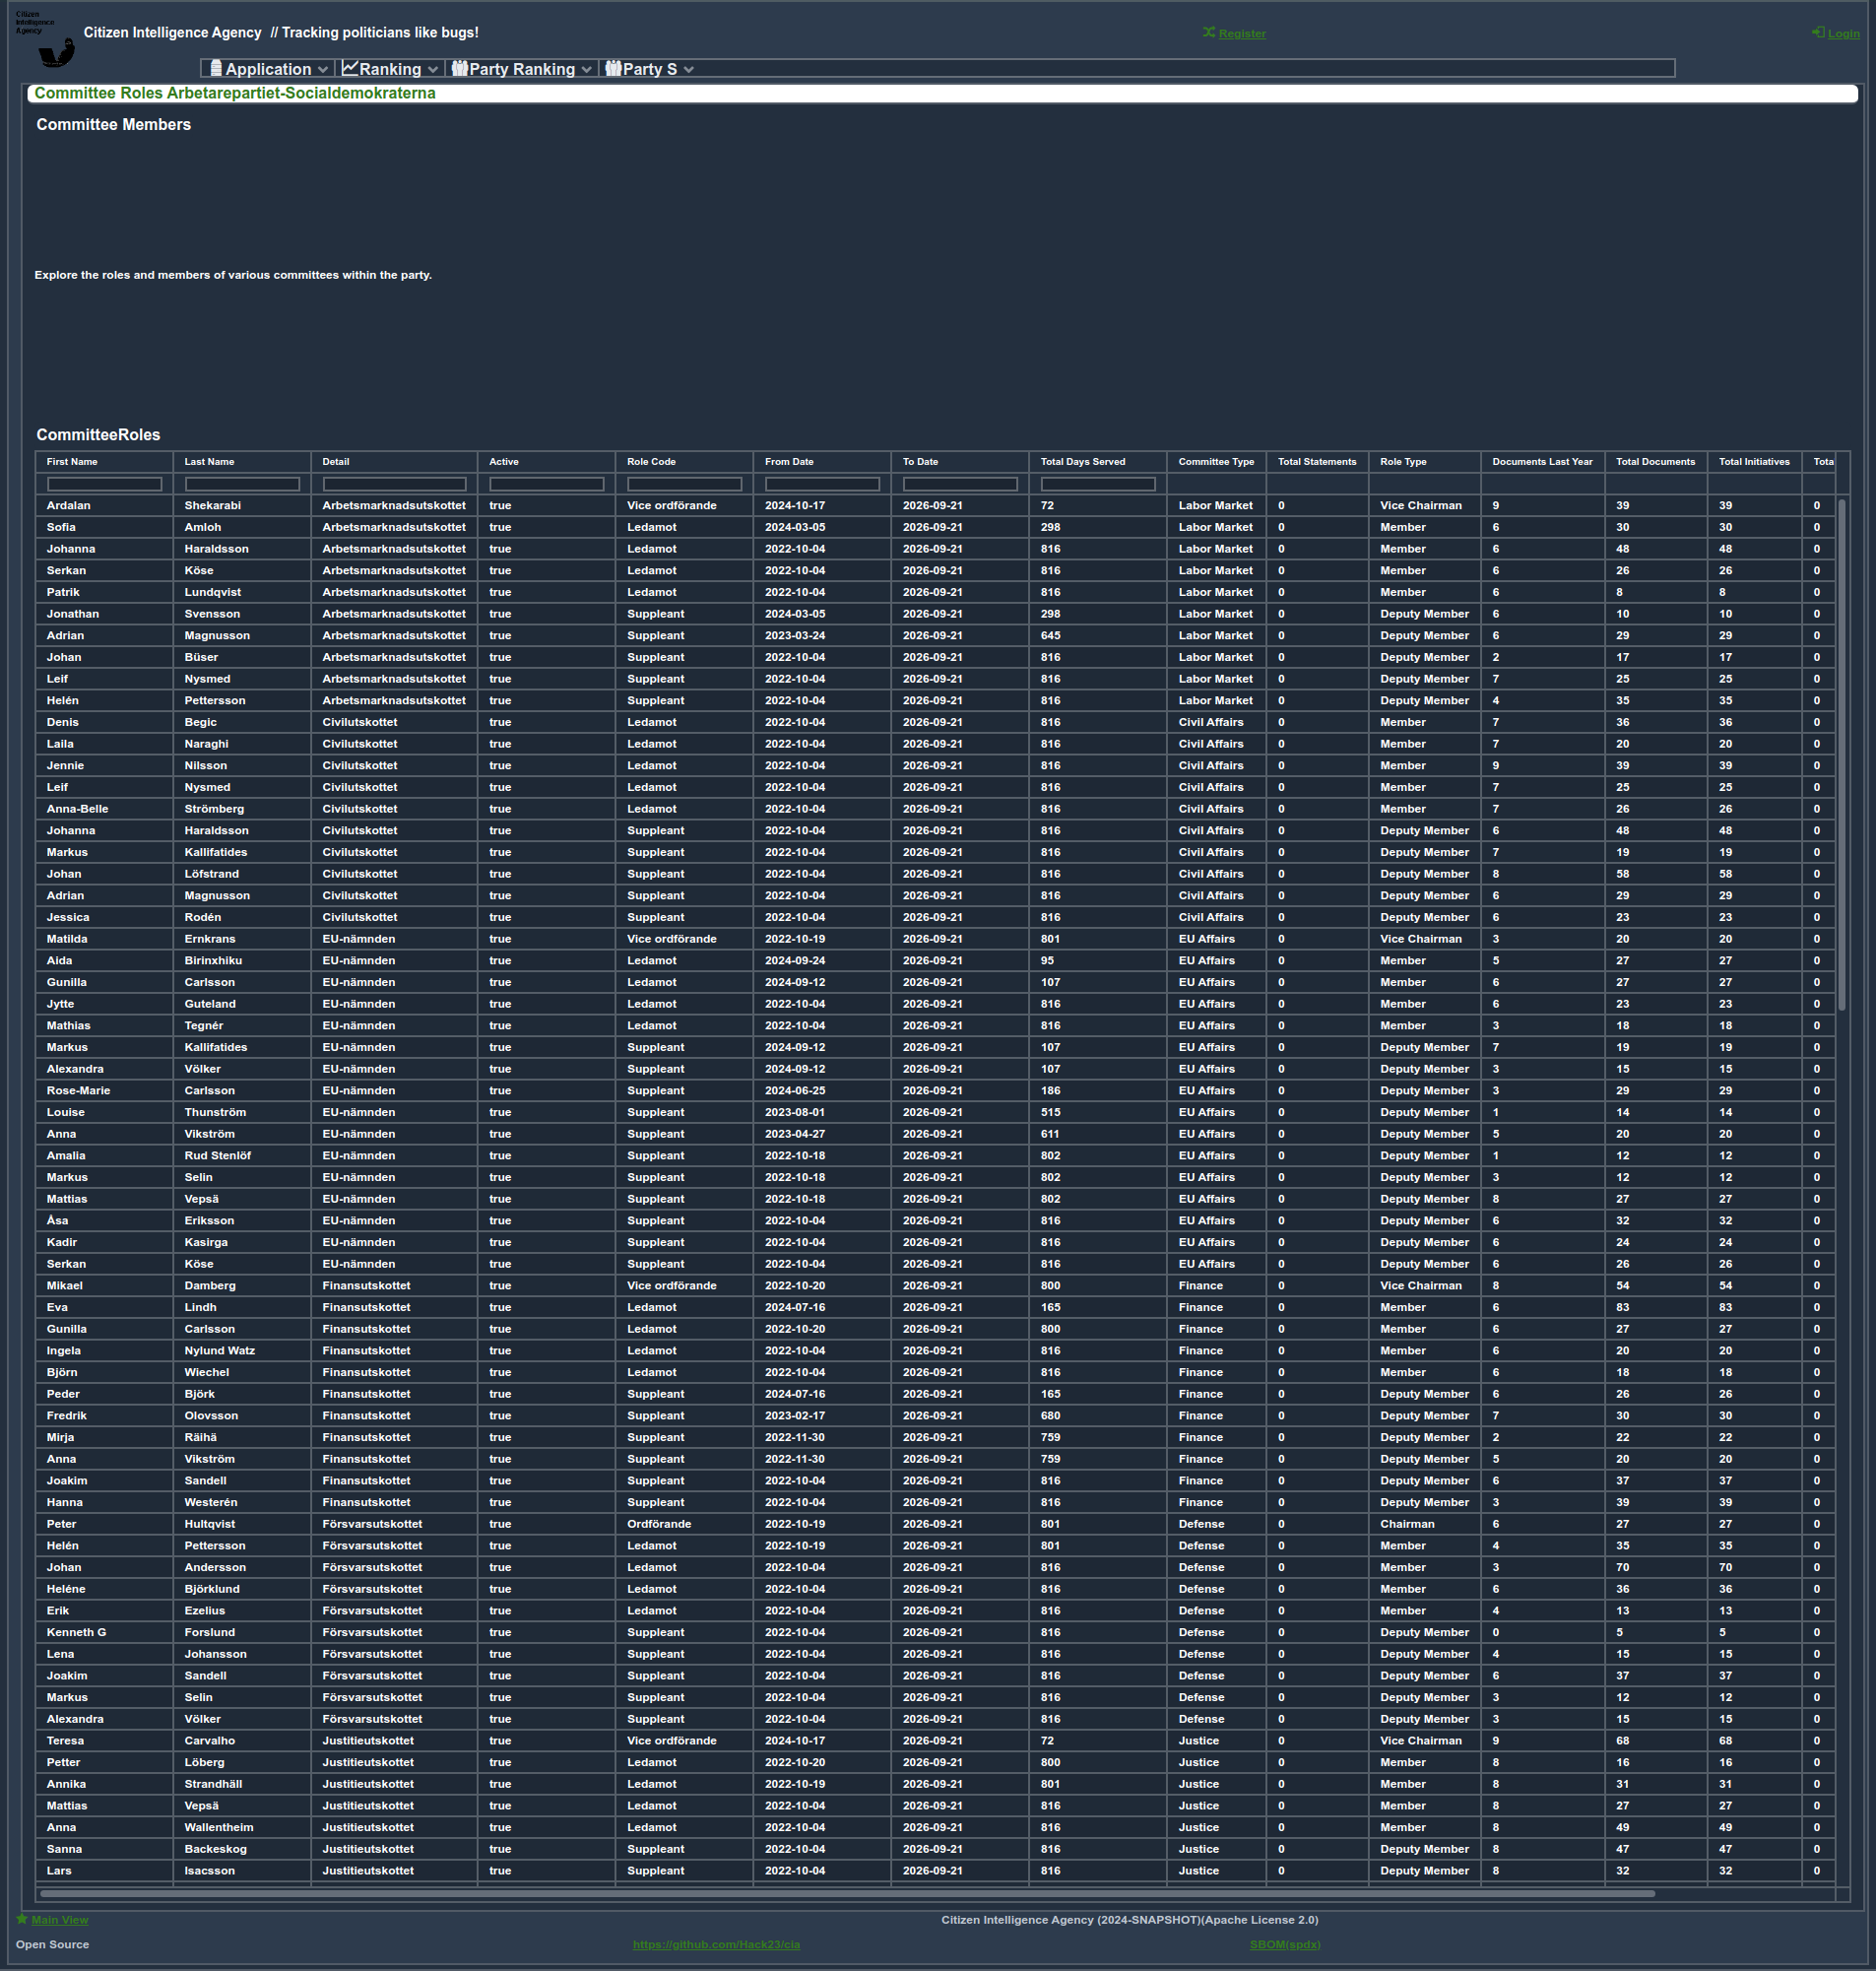 Citizen
Intelligence
Agency
Citizen Intelligence Agency // Tracking politicians like bugs!
Register
Login
Application Ranking Party Ranking Party S
Committee Roles Arbetarepartiet-Socialdemokraterna
Committee Members
Explore the roles and members of various committees within the party.
CommitteeRoles
First Name Last Name Detail Active Role Code From Date To Date Total Days Served Committee Type Total Statements Role Type Documents Last Year Total Documents Total Initiatives Tota
Ardalan Shekarabi Arbetsmarknadsutskottet true Vice ordförande 2024-10-17 2026-09-21 72 Labor Market 0 Vice Chairman 9 39 39 0
Sofia Amloh Arbetsmarknadsutskottet true Ledamot 2024-03-05 2026-09-21 298 Labor Market 0 Member 6 30 30 0
Johanna Haraldsson Arbetsmarknadsutskottet true Ledamot 2022-10-04 2026-09-21 816 Labor Market 0 Member 6 48 48 0
Serkan Köse Arbetsmarknadsutskottet true Ledamot 2022-10-04 2026-09-21 816 Labor Market 0 Member 6 26 26 0
Patrik Lundqvist Arbetsmarknadsutskottet true Ledamot 2022-10-04 2026-09-21 816 Labor Market 0 Member 6 8 8 0
Jonathan Svensson Arbetsmarknadsutskottet true Suppleant 2024-03-05 2026-09-21 298 Labor Market 0 Deputy Member 6 10 10 0
Adrian Magnusson Arbetsmarknadsutskottet true Suppleant 2023-03-24 2026-09-21 645 Labor Market 0 Deputy Member 6 29 29 0
Johan Büser Arbetsmarknadsutskottet true Suppleant 2022-10-04 2026-09-21 816 Labor Market 0 Deputy Member 2 17 17 0
Leif Nysmed Arbetsmarknadsutskottet true Suppleant 2022-10-04 2026-09-21 816 Labor Market 0 Deputy Member 7 25 25 0
Helén Pettersson Arbetsmarknadsutskottet true Suppleant 2022-10-04 2026-09-21 816 Labor Market 0 Deputy Member 4 35 35 0
Denis Begic Civilutskottet true Ledamot 2022-10-04 2026-09-21 816 Civil Affairs 0 Member 7 36 36 0
Laila Naraghi Civilutskottet true Ledamot 2022-10-04 2026-09-21 816 Civil Affairs 0 Member 7 20 20 0
Jennie Nilsson Civilutskottet true Ledamot 2022-10-04 2026-09-21 816 Civil Affairs 0 Member 9 39 39 0
Leif Nysmed Civilutskottet true Ledamot 2022-10-04 2026-09-21 816 Civil Affairs 0 Member 7 25 25 0
Anna-Belle Strömberg Civilutskottet true Ledamot 2022-10-04 2026-09-21 816 Civil Affairs 0 Member 7 26 26 0
Johanna Haraldsson Civilutskottet true Suppleant 2022-10-04 2026-09-21 816 Civil Affairs 0 Deputy Member 6 48 48 0
Markus Kallifatides Civilutskottet true Suppleant 2022-10-04 2026-09-21 816 Civil Affairs 0 Deputy Member 7 19 19 0
Johan Löfstrand Civilutskottet true Suppleant 2022-10-04 2026-09-21 816 Civil Affairs 0 Deputy Member 8 58 58 0
Adrian Magnusson Civilutskottet true Suppleant 2022-10-04 2026-09-21 816 Civil Affairs 0 Deputy Member 6 29 29 0
Jessica Rodén Civilutskottet true Suppleant 2022-10-04 2026-09-21 816 Civil Affairs 0 Deputy Member 6 23 23 0
Matilda Ernkrans EU-nämnden true Vice ordförande 2022-10-19 2026-09-21 801 EU Affairs 0 Vice Chairman 3 20 20 0
Aida Birinxhiku EU-nämnden true Ledamot 2024-09-24 2026-09-21 95 EU Affairs 0 Member 5 27 27 0
Gunilla Carlsson EU-nämnden true Ledamot 2024-09-12 2026-09-21 107 EU Affairs 0 Member 6 27 27 0
Jytte Guteland EU-nämnden true Ledamot 2022-10-04 2026-09-21 816 EU Affairs 0 Member 6 23 23 0
Mathias Tegnér EU-nämnden true Ledamot 2022-10-04 2026-09-21 816 EU Affairs 0 Member 3 18 18 0
Markus Kallifatides EU-nämnden true Suppleant 2024-09-12 2026-09-21 107 EU Affairs 0 Deputy Member 7 19 19 0
Alexandra Völker EU-nämnden true Suppleant 2024-09-12 2026-09-21 107 EU Affairs 0 Deputy Member 3 15 15 0
Rose-Marie Carlsson EU-nämnden true Suppleant 2024-06-25 2026-09-21 186 EU Affairs 0 Deputy Member 3 29 29 0
Louise Thunström EU-nämnden true Suppleant 2023-08-01 2026-09-21 515 EU Affairs 0 Deputy Member 1 14 14 0
Anna Vikström EU-nämnden true Suppleant 2023-04-27 2026-09-21 611 EU Affairs 0 Deputy Member 5 20 20 0
Amalia Rud Stenlöf EU-nämnden true Suppleant 2022-10-18 2026-09-21 802 EU Affairs 0 Deputy Member 1 12 12 0
Markus Selin EU-nämnden true Suppleant 2022-10-18 2026-09-21 802 EU Affairs 0 Deputy Member 3 12 12 0
Mattias Vepsä EU-nämnden true Suppleant 2022-10-18 2026-09-21 802 EU Affairs 0 Deputy Member 8 27 27 0
Åsa Eriksson EU-nämnden true Suppleant 2022-10-04 2026-09-21 816 EU Affairs 0 Deputy Member 6 32 32 0
Kadir Kasirga EU-nämnden true Suppleant 2022-10-04 2026-09-21 816 EU Affairs 0 Deputy Member 6 24 24 0
Serkan Köse EU-nämnden true Suppleant 2022-10-04 2026-09-21 816 EU Affairs 0 Deputy Member 6 26 26 0
Mikael Damberg Finansutskottet true Vice ordförande 2022-10-20 2026-09-21 800 Finance 0 Vice Chairman 8 54 54 0
Eva Lindh Finansutskottet true Ledamot 2024-07-16 2026-09-21 165 Finance 0 Member 6 83 83 0
Gunilla Carlsson Finansutskottet true Ledamot 2022-10-20 2026-09-21 800 Finance 0 Member 6 27 27 0
Ingela Nylund Watz Finansutskottet true Ledamot 2022-10-04 2026-09-21 816 Finance 0 Member 6 20 20 0
Björn Wiechel Finansutskottet true Ledamot 2022-10-04 2026-09-21 816 Finance 0 Member 6 18 18 0
Peder Björk Finansutskottet true Suppleant 2024-07-16 2026-09-21 165 Finance 0 Deputy Member 6 26 26 0
Fredrik Olovsson Finansutskottet true Suppleant 2023-02-17 2026-09-21 680 Finance 0 Deputy Member 7 30 30 0
Mirja Räihä Finansutskottet true Suppleant 2022-11-30 2026-09-21 759 Finance 0 Deputy Member 2 22 22 0
Anna Vikström Finansutskottet true Suppleant 2022-11-30 2026-09-21 759 Finance 0 Deputy Member 5 20 20 0
Joakim Sandell Finansutskottet true Suppleant 2022-10-04 2026-09-21 816 Finance 0 Deputy Member 6 37 37 0
Hanna Westerén Finansutskottet true Suppleant 2022-10-04 2026-09-21 816 Finance 0 Deputy Member 3 39 39 0
Peter Hultqvist Försvarsutskottet true Ordförande 2022-10-19 2026-09-21 801 Defense 0 Chairman 6 27 27 0
Helén Pettersson Försvarsutskottet true Ledamot 2022-10-19 2026-09-21 801 Defense 0 Member 4 35 35 0
Johan Andersson Försvarsutskottet true Ledamot 2022-10-04 2026-09-21 816 Defense 0 Member 3 70 70 0
Heléne Björklund Försvarsutskottet true Ledamot 2022-10-04 2026-09-21 816 Defense 0 Member 6 36 36 0
Erik Ezelius Försvarsutskottet true Ledamot 2022-10-04 2026-09-21 816 Defense 0 Member 4 13 13 0
Kenneth G Forslund Försvarsutskottet true Suppleant 2022-10-04 2026-09-21 816 Defense 0 Deputy Member 0 5 5 0
Lena Johansson Försvarsutskottet true Suppleant 2022-10-04 2026-09-21 816 Defense 0 Deputy Member 4 15 15 0
Joakim Sandell Försvarsutskottet true Suppleant 2022-10-04 2026-09-21 816 Defense 0 Deputy Member 6 37 37 0
Markus Selin Försvarsutskottet true Suppleant 2022-10-04 2026-09-21 816 Defense 0 Deputy Member 3 12 12 0
Alexandra Völker Försvarsutskottet true Suppleant 2022-10-04 2026-09-21 816 Defense 0 Deputy Member 3 15 15 0
Teresa Carvalho Justitieutskottet true Vice ordförande 2024-10-17 2026-09-21 72 Justice 0 Vice Chairman 9 68 68 0
Petter Löberg Justitieutskottet true Ledamot 2022-10-20 2026-09-21 800 Justice 0 Member 8 16 16 0
Annika Strandhäll Justitieutskottet true Ledamot 2022-10-19 2026-09-21 801 Justice 0 Member 8 31 31 0
Mattias Vepsä Justitieutskottet true Ledamot 2022-10-04 2026-09-21 816 Justice 0 Member 8 27 27 0
Anna Wallentheim Justitieutskottet true Ledamot 2022-10-04 2026-09-21 816 Justice 0 Member 8 49 49 0
Sanna Backeskog Justitieutskottet true Suppleant 2022-10-04 2026-09-21 816 Justice 0 Deputy Member 8 47 47 0
Lars Isacsson Justitieutskottet true Suppleant 2022-10-04 2026-09-21 816 Justice 0 Deputy Member 8 32 32 0
Main View
Citizen Intelligence Agency (2024-SNAPSHOT)(Apache License 2.0)
Open Source
https://github.com/Hack23/cia
SBOM(spdx)